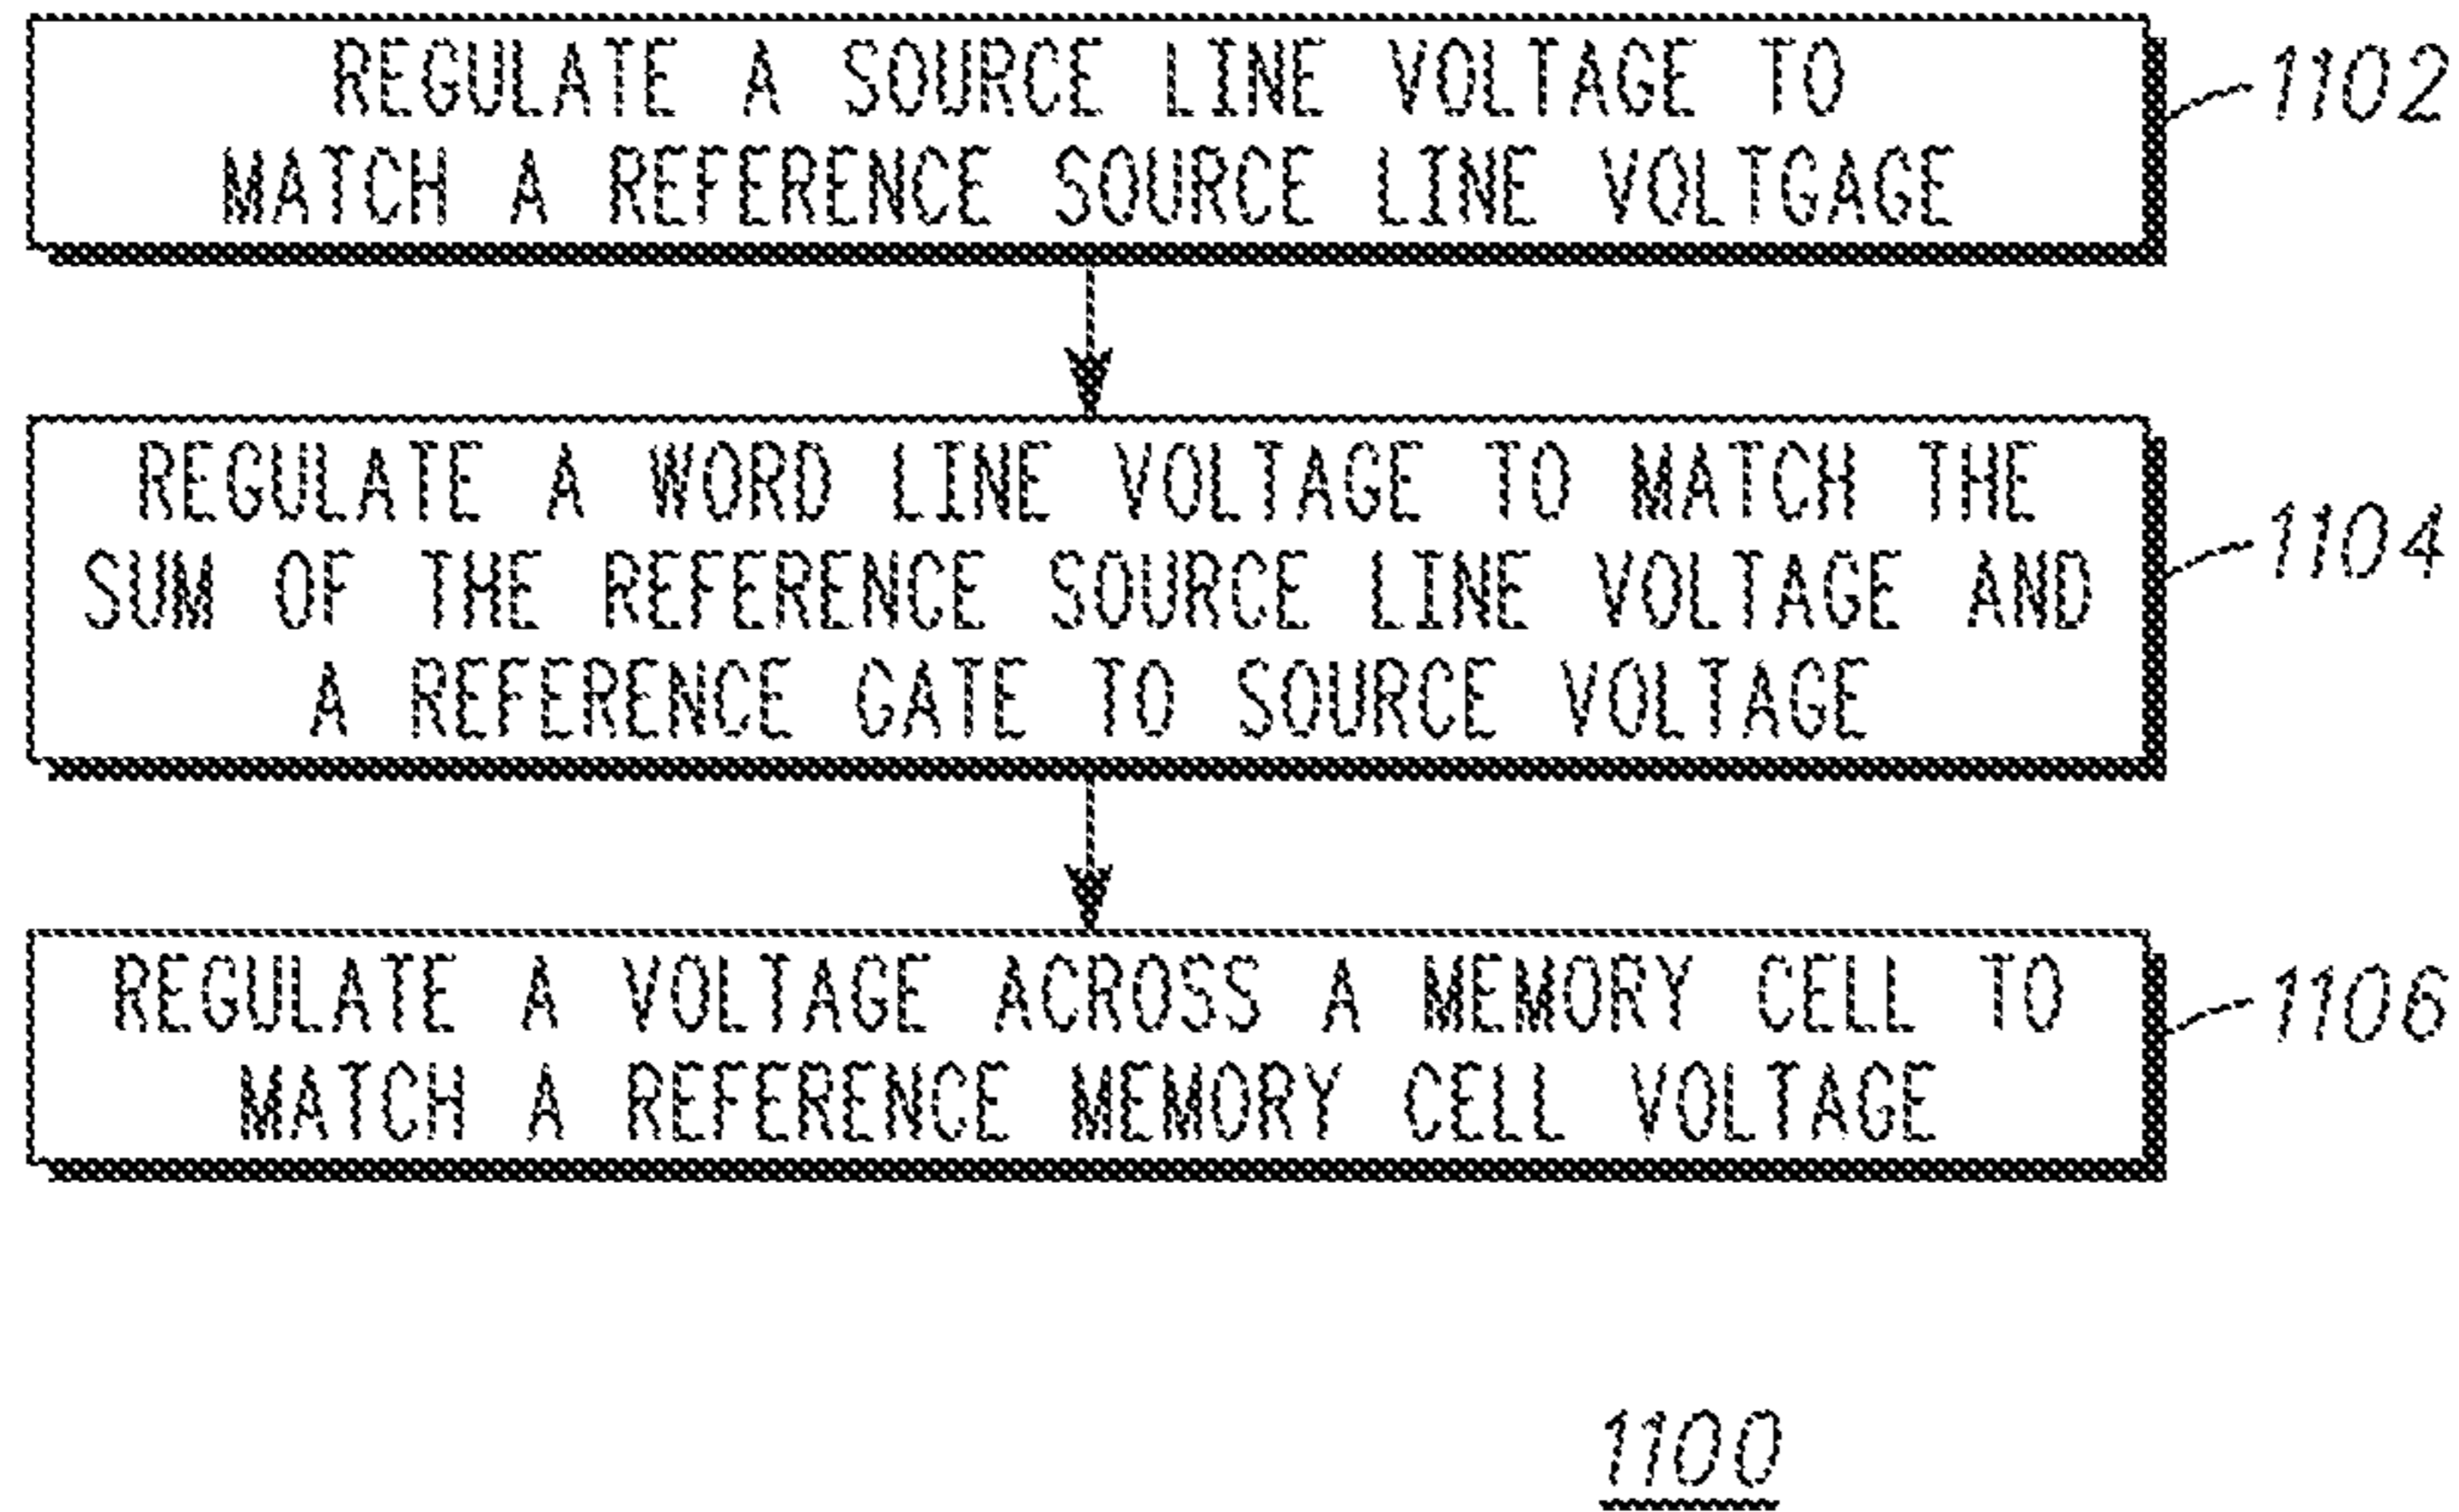 REGULATE A SOURCE LINE VOLTAGE TO
MATCH A REFERENCE SOURCE LINE VOLTGAGE
1102
REGULATE A WORD LINE VOLTAGE TO MATCH THE
SUM OF THE REFERENCE SOURCE LINE VOLTAGE AND
A REFERENCE GATE TO SOURCE VOLTAGE
1104
REGULATE A VOLTAGE ACROSS A MEMORY CELL TO
MATCH A REFERENCE MEMORY CELL VOLTAGE
1106
1100